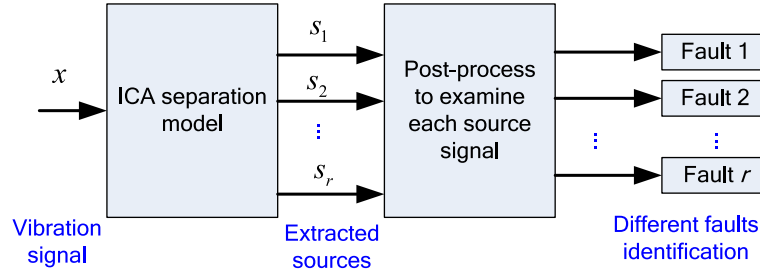 x
ICA separation
model
s₁
s₂
⋮
sᵣ
Post-process
to examine
each source
signal
Fault 1
Fault 2
⋮
⋮
Fault r
Vibration
signal
Extracted
sources
Different faults
identification